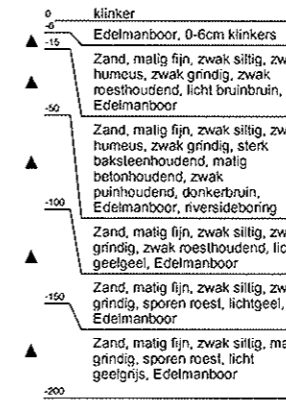 0
klinker
-6
Edelmanboor, 0-6cm klinkers
-15
Zand, matig fijn, zwak siltig, zw
humeus, zwak grindig, zwak
roesthoudend, licht bruinbruin,
Edelmanboor
-50
Zand, matig fijn, zwak siltig, zw
humeus, zwak grindig, sterk
baksteenhoudend, matig
betonhoudend, zwak
puinhoudend, donkerbruin,
Edelmanboor, riversideboring
-100
Zand, matig fijn, zwak siltig, zw
grindig, zwak roesthoudend, lic
geelgeel, Edelmanboor
-150
Zand, matig fijn, zwak siltig, zw
grindig, sporen roest, lichtgeel,
Edelmanboor
Zand, matig fijn, zwak siltig, ma
grindig, sporen roest, licht
geelgrijs, Edelmanboor
-200